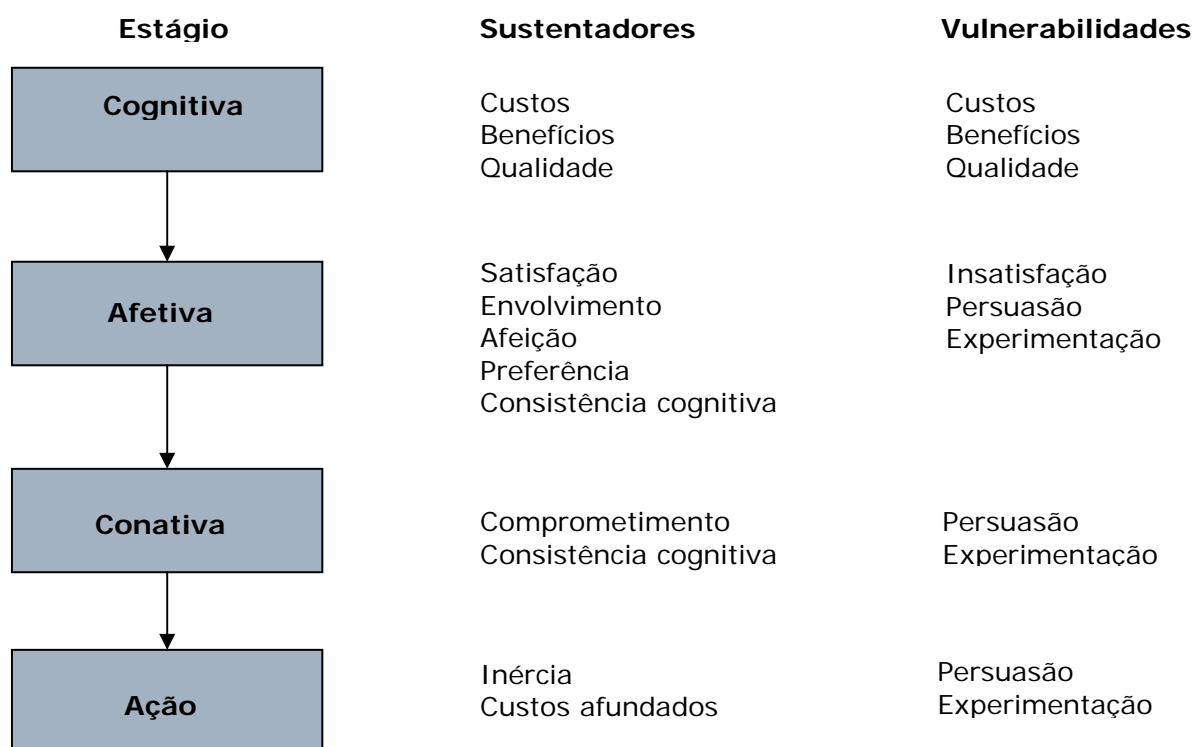 Estágio Sustentadores Vulnerabilidades
Cognitiva
Custos
Benefícios
Qualidade
Custos
Benefícios
Qualidade
Afetiva
Satisfação
Envolvimento
Afeição
Preferência
Consistência cognitiva
Insatisfação
Persuasão
Experimentação
Conativa
Comprometimento
Consistência cognitiva
Persuasão
Experimentação
Ação
Inércia
Custos afundados
Persuasão
Experimentação